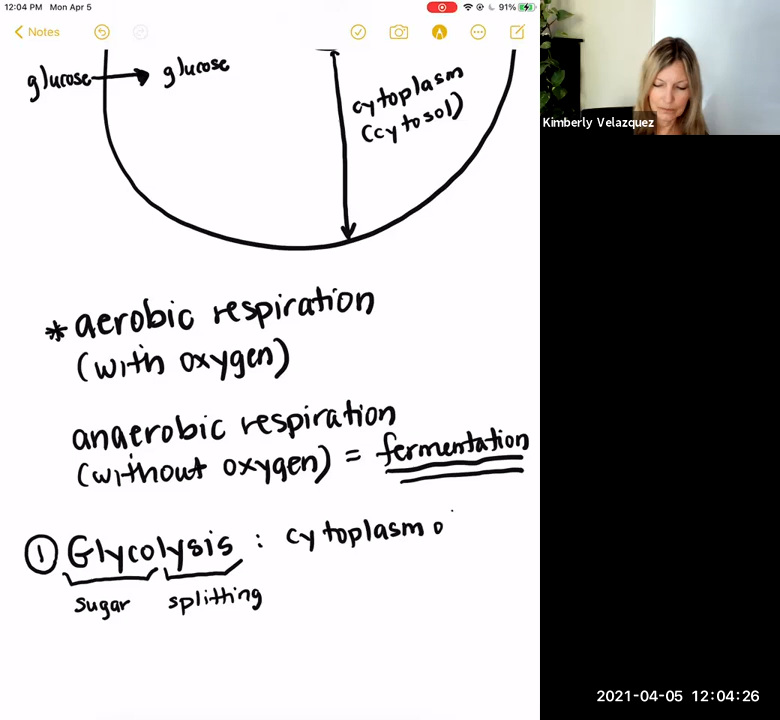 12:04 PM Mon Apr 5
91%
Notes
glucose → glucose
cytoplasm
(cytosol)
Kimberly Velazquez
* aerobic respiration
(with oxygen)
anaerobic respiration
(without oxygen) = fermentation
① Glycolysis : cytoplasm o
sugar splitting
2021-04-05 12:04:26